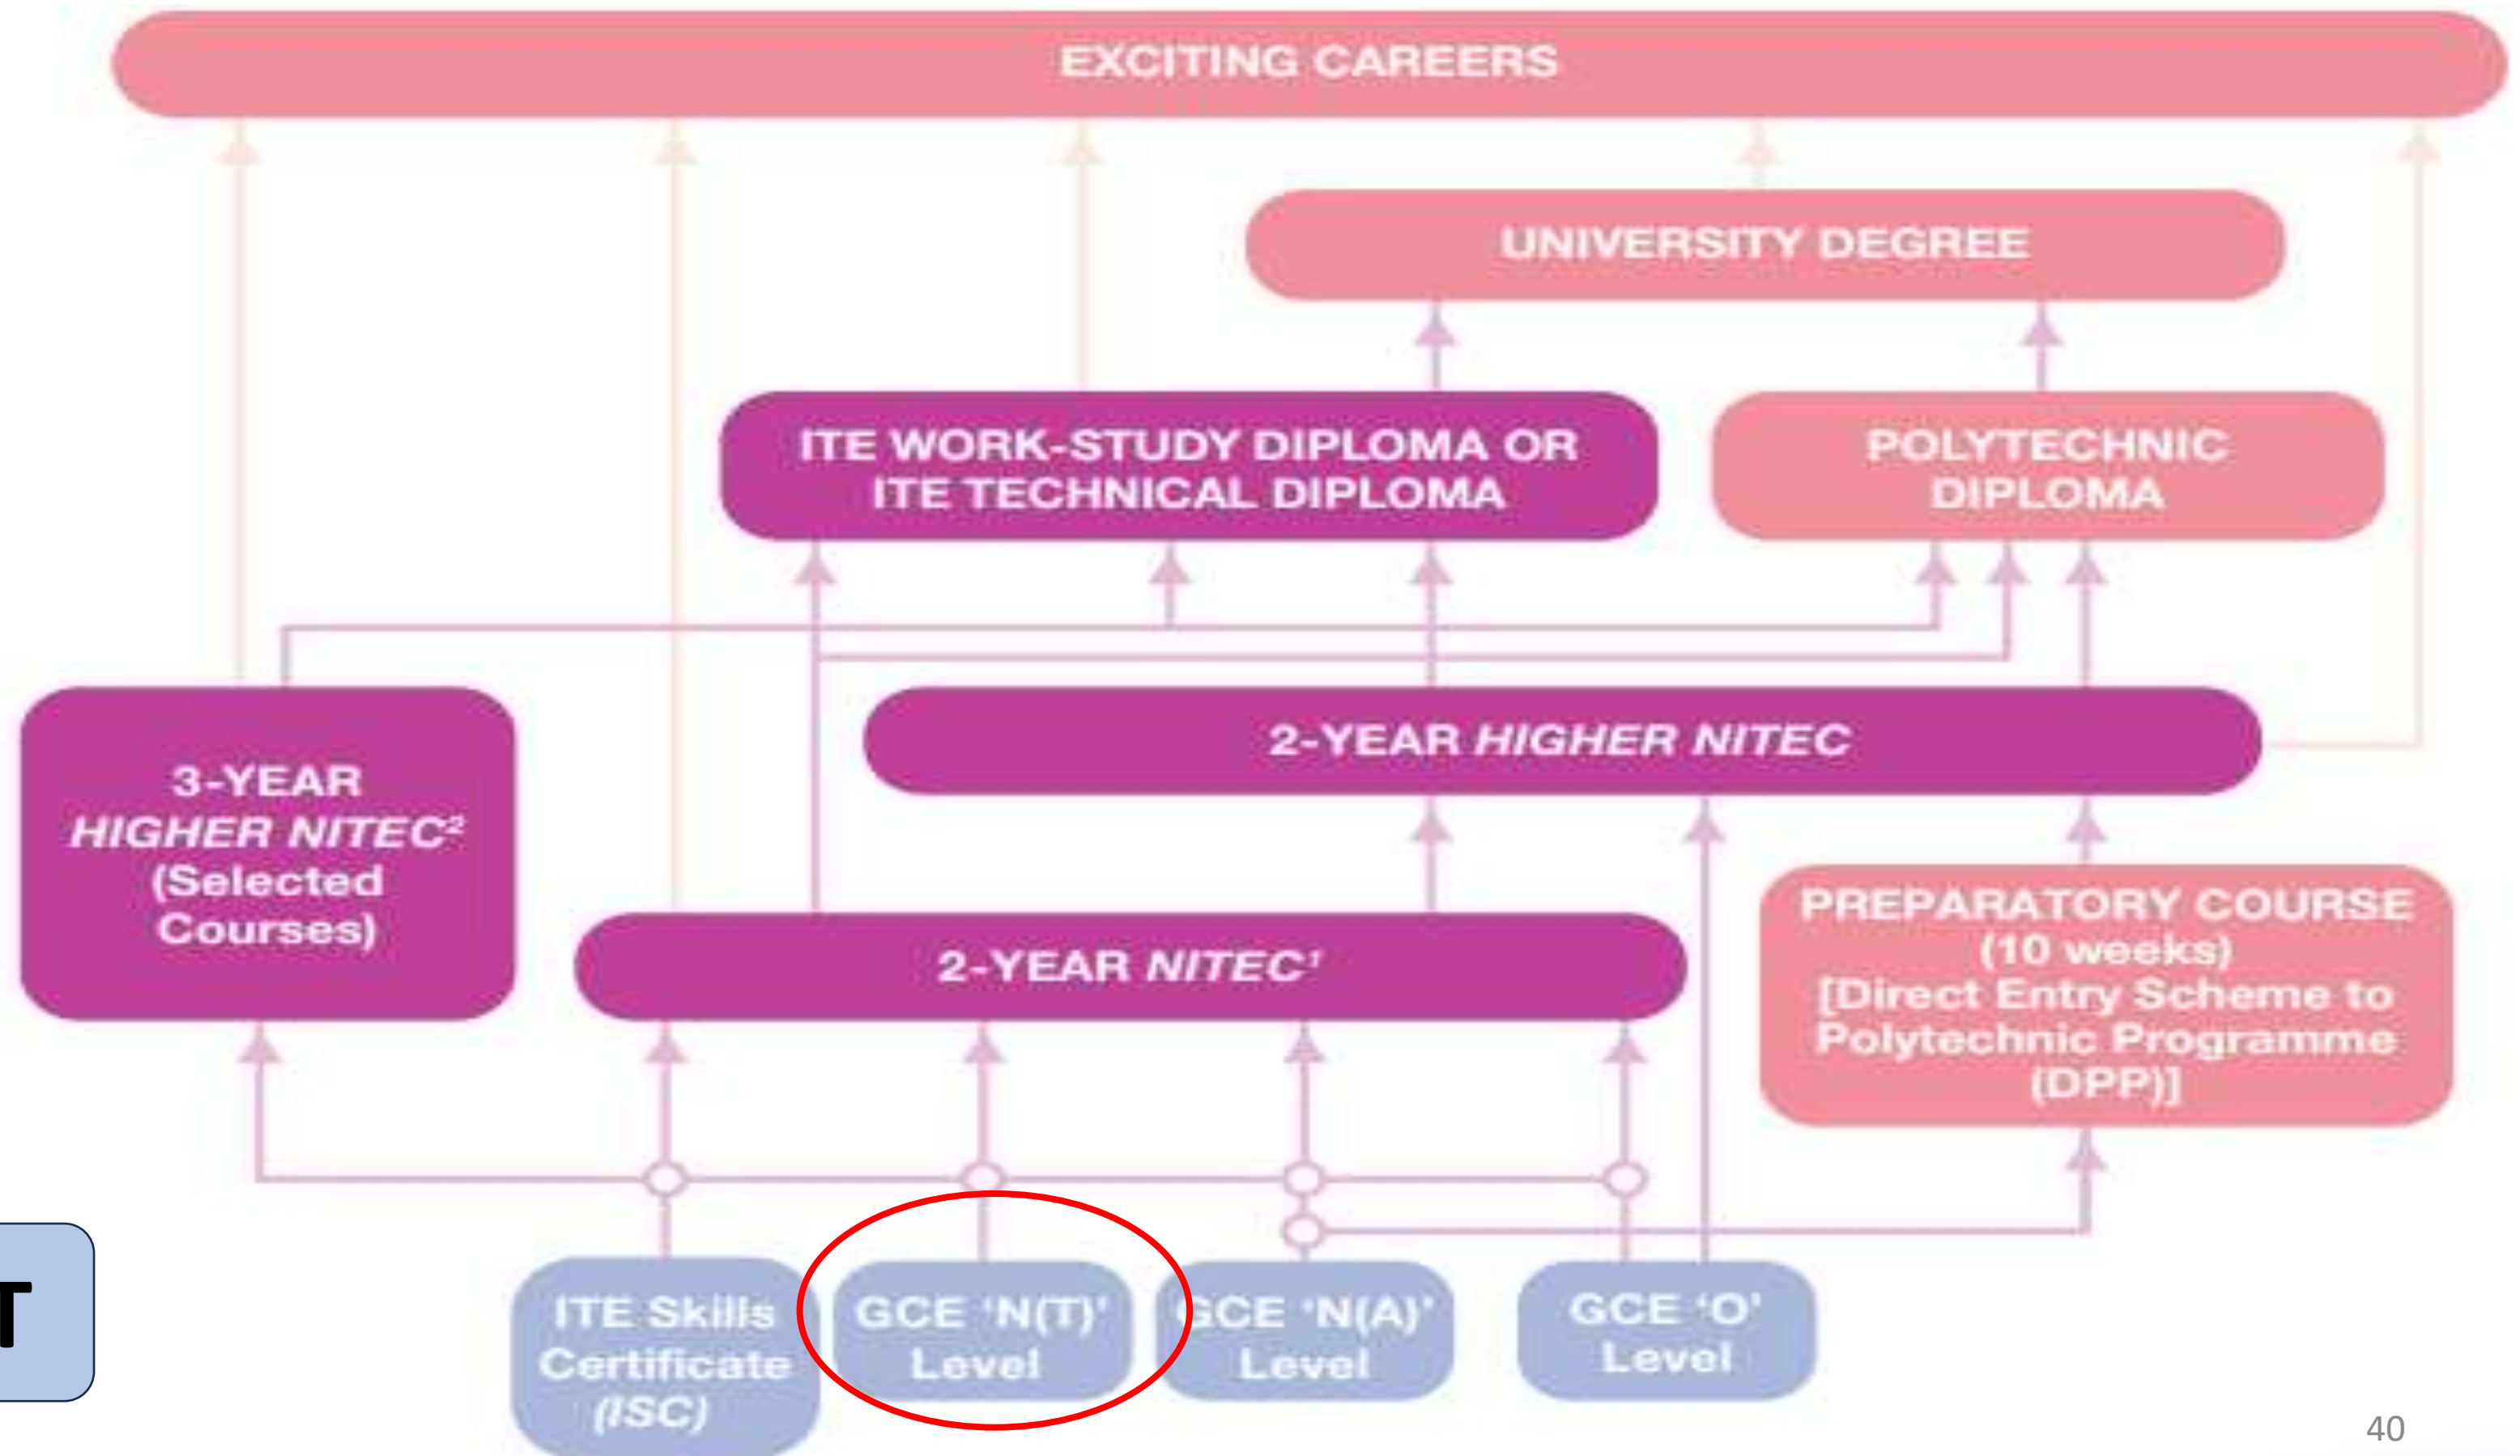 EXCITING CAREERS
UNIVERSITY DEGREE
ITE WORK-STUDY DIPLOMA OR
ITE TECHNICAL DIPLOMA
POLYTECHNIC
DIPLOMA
3-YEAR
HIGHER NITEC²
(Selected
Courses)
2-YEAR HIGHER NITEC
2-YEAR NITEC¹
PREPARATORY COURSE
(10 weeks)
[Direct Entry Scheme to
Polytechnic Programme
(DPP)]
T
ITE Skills
Certificate
(ISC)
GCE ‘N(T)’
Level
GCE ‘N(A)’
Level
GCE ‘O’
Level
40